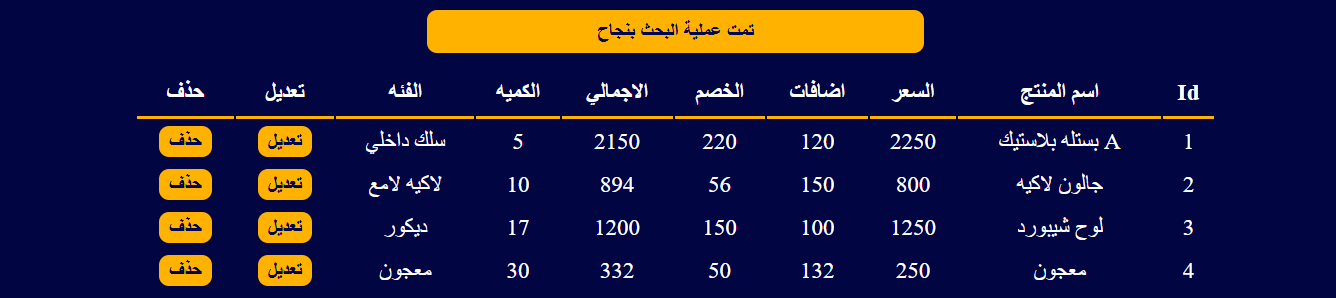 تمت عملية البحث بنجاح
Id اسم المنتج السعر اضافات الخصم الاجمالي الكميه الفئه تعديل حذف
1 بستله بلاستيك A 2250 120 220 2150 5 سلك داخلي تعديل حذف
2 جالون لاكيه 800 150 56 894 10 لاكيه لامع تعديل حذف
3 لوح شيبورد 1250 100 150 1200 17 ديكور تعديل حذف
4 معجون 250 132 50 332 30 معجون تعديل حذف